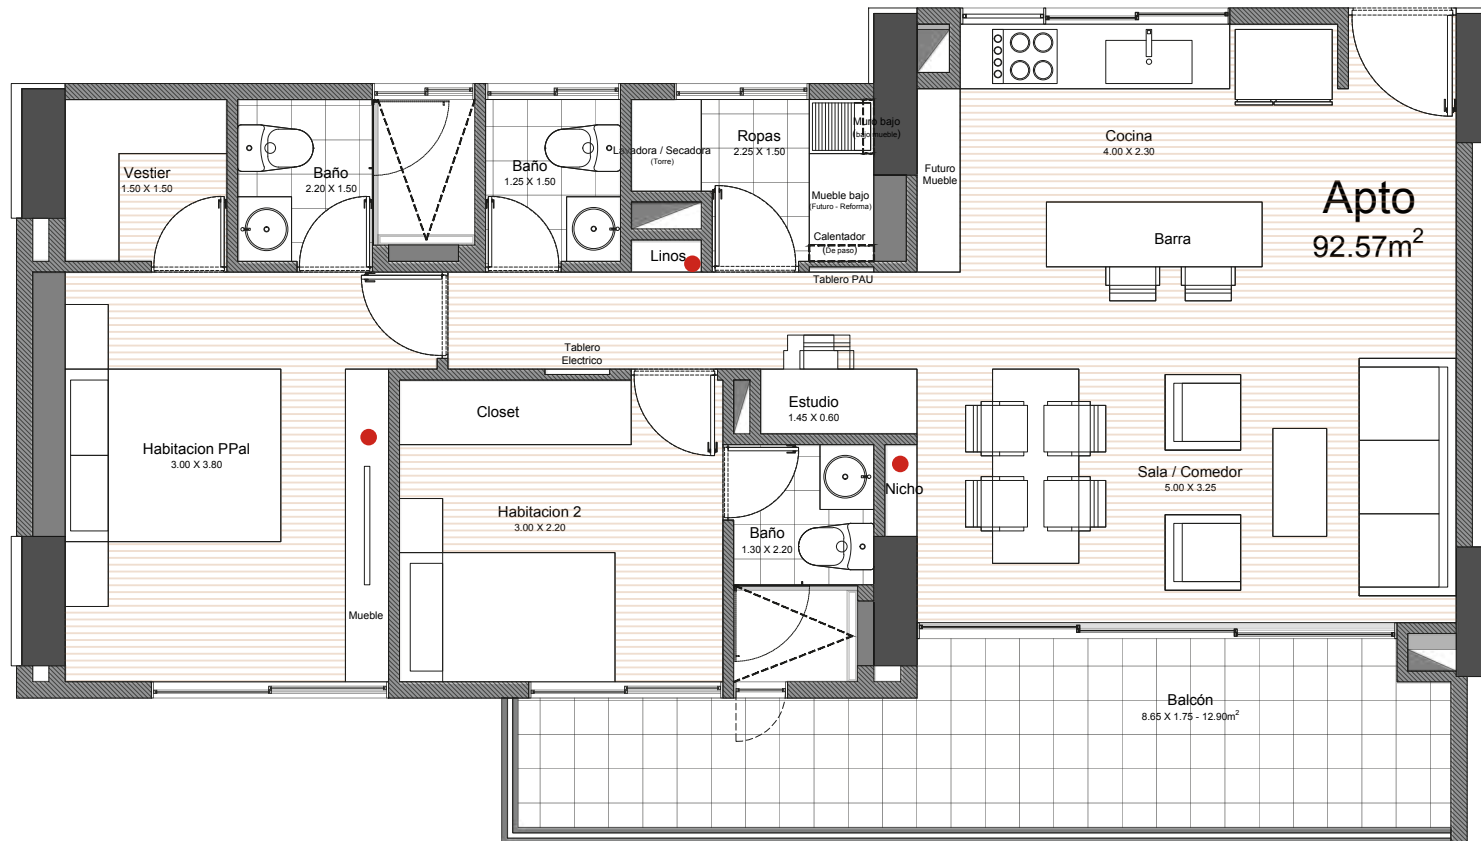 Cocina
4.00 X 2.30
Apto
92.57m²
Muro bajo
(bajo mueble)
Ropas
2.25 X 1.50
Lavadora / Secadora
(Torre)
Vestier
1.50 X 1.50
Baño
2.20 X 1.50
Baño
1.25 X 1.50
Futuro
Mueble
Mueble bajo
(Futuro - Reforma)
Calentador
(De paso)
Barra
Linos
Tablero PAU
Tablero
Electrico
Closet
Estudio
1.45 X 0.60
Habitacion PPal
3.00 X 3.80
Sala / Comedor
5.00 X 3.25
Nicho
Habitacion 2
3.00 X 2.20
Baño
1.30 X 2.20
Mueble
Balcón
8.65 X 1.75 - 12.90m²